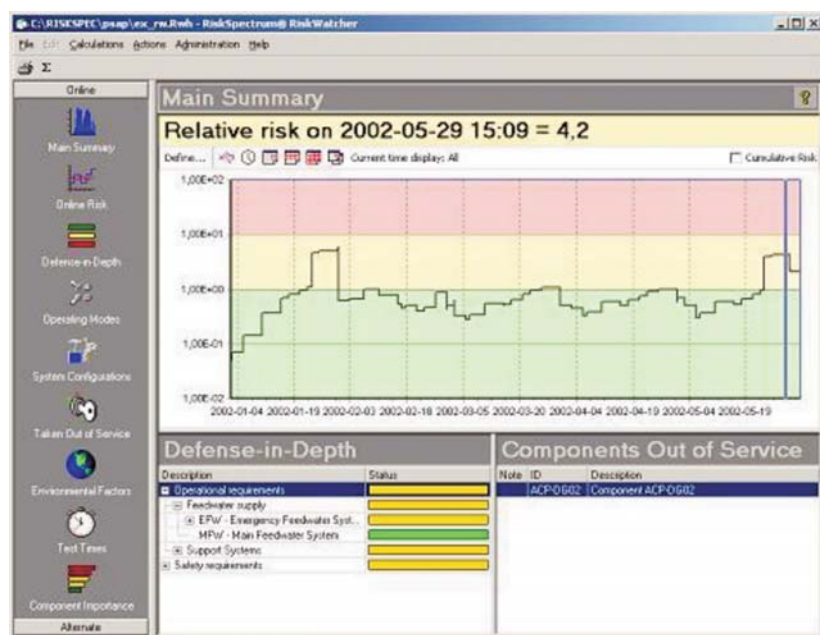 C:\RISKSPEC\psap\ex_rw.Rwh - RiskSpectrum® RiskWatcher
File Edit Calculations Actions Administration Help
Σ
Online
Main Summary
Online Risk
Defense-in-Depth
Operating Modes
System Configurations
Taken Out of Service
Environmental Factors
Test Times
Component Importance
Alternate
Main Summary
?
Relative risk on 2002-05-29 15:09 = 4,2
Define... Current time display: All Cumulative Risk
1,00E+02
1,00E+01
1,00E+00
1,00E-01
1,00E-02
2002-01-04 2002-01-19 2002-02-03 2002-02-18 2002-03-05 2002-03-20 2002-04-04 2002-04-19 2002-05-04 2002-05-19
Defense-in-Depth
Description Status
Operational requirements
Feedwater supply
EFW - Emergency Feedwater Syst...
MFW - Main Feedwater System
Support Systems
Safety requirements
Components Out of Service
Note ID Description
ACP-DG02 Component ACP-DG02